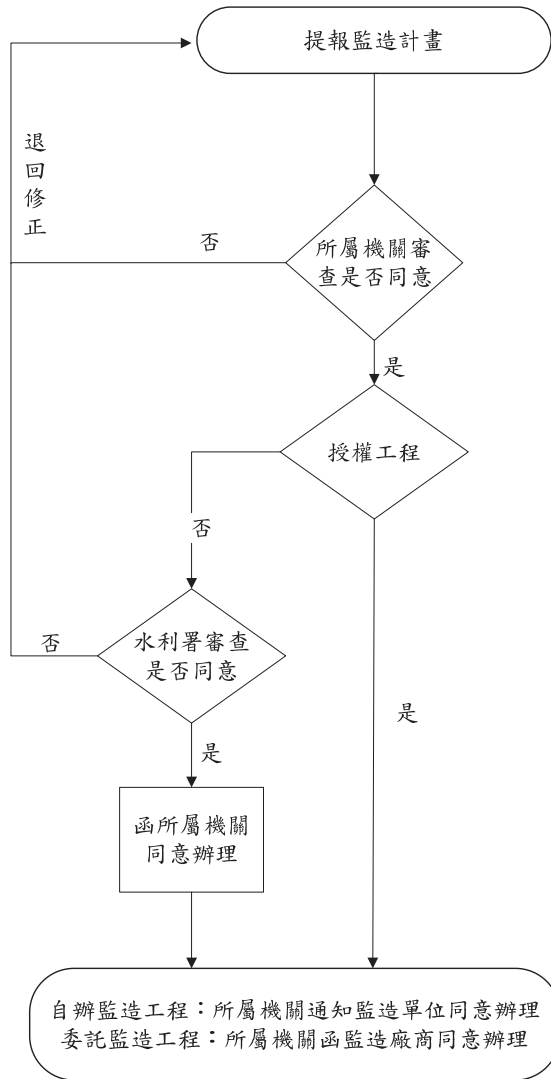 提報監造計畫
退
回
修
正
否
所屬機關審
查是否同意
是
授權工程
否
否
水利署審查
是否同意
是
是
函所屬機關
同意辦理
自辦監造工程：所屬機關通知監造單位同意辦理
委託監造工程：所屬機關函監造廠商同意辦理